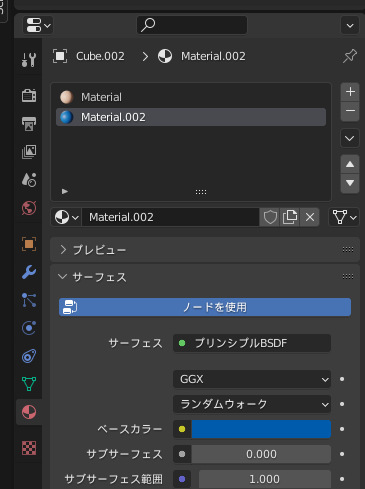 Cube.002 > Material.002
Material
Material.002
Material.002
プレビュー
サーフェス
ノードを使用
サーフェス プリンシプルBSDF
GGX
ランダムウォーク
ベースカラー
サブサーフェス 0.000
サブサーフェス範囲 1.000